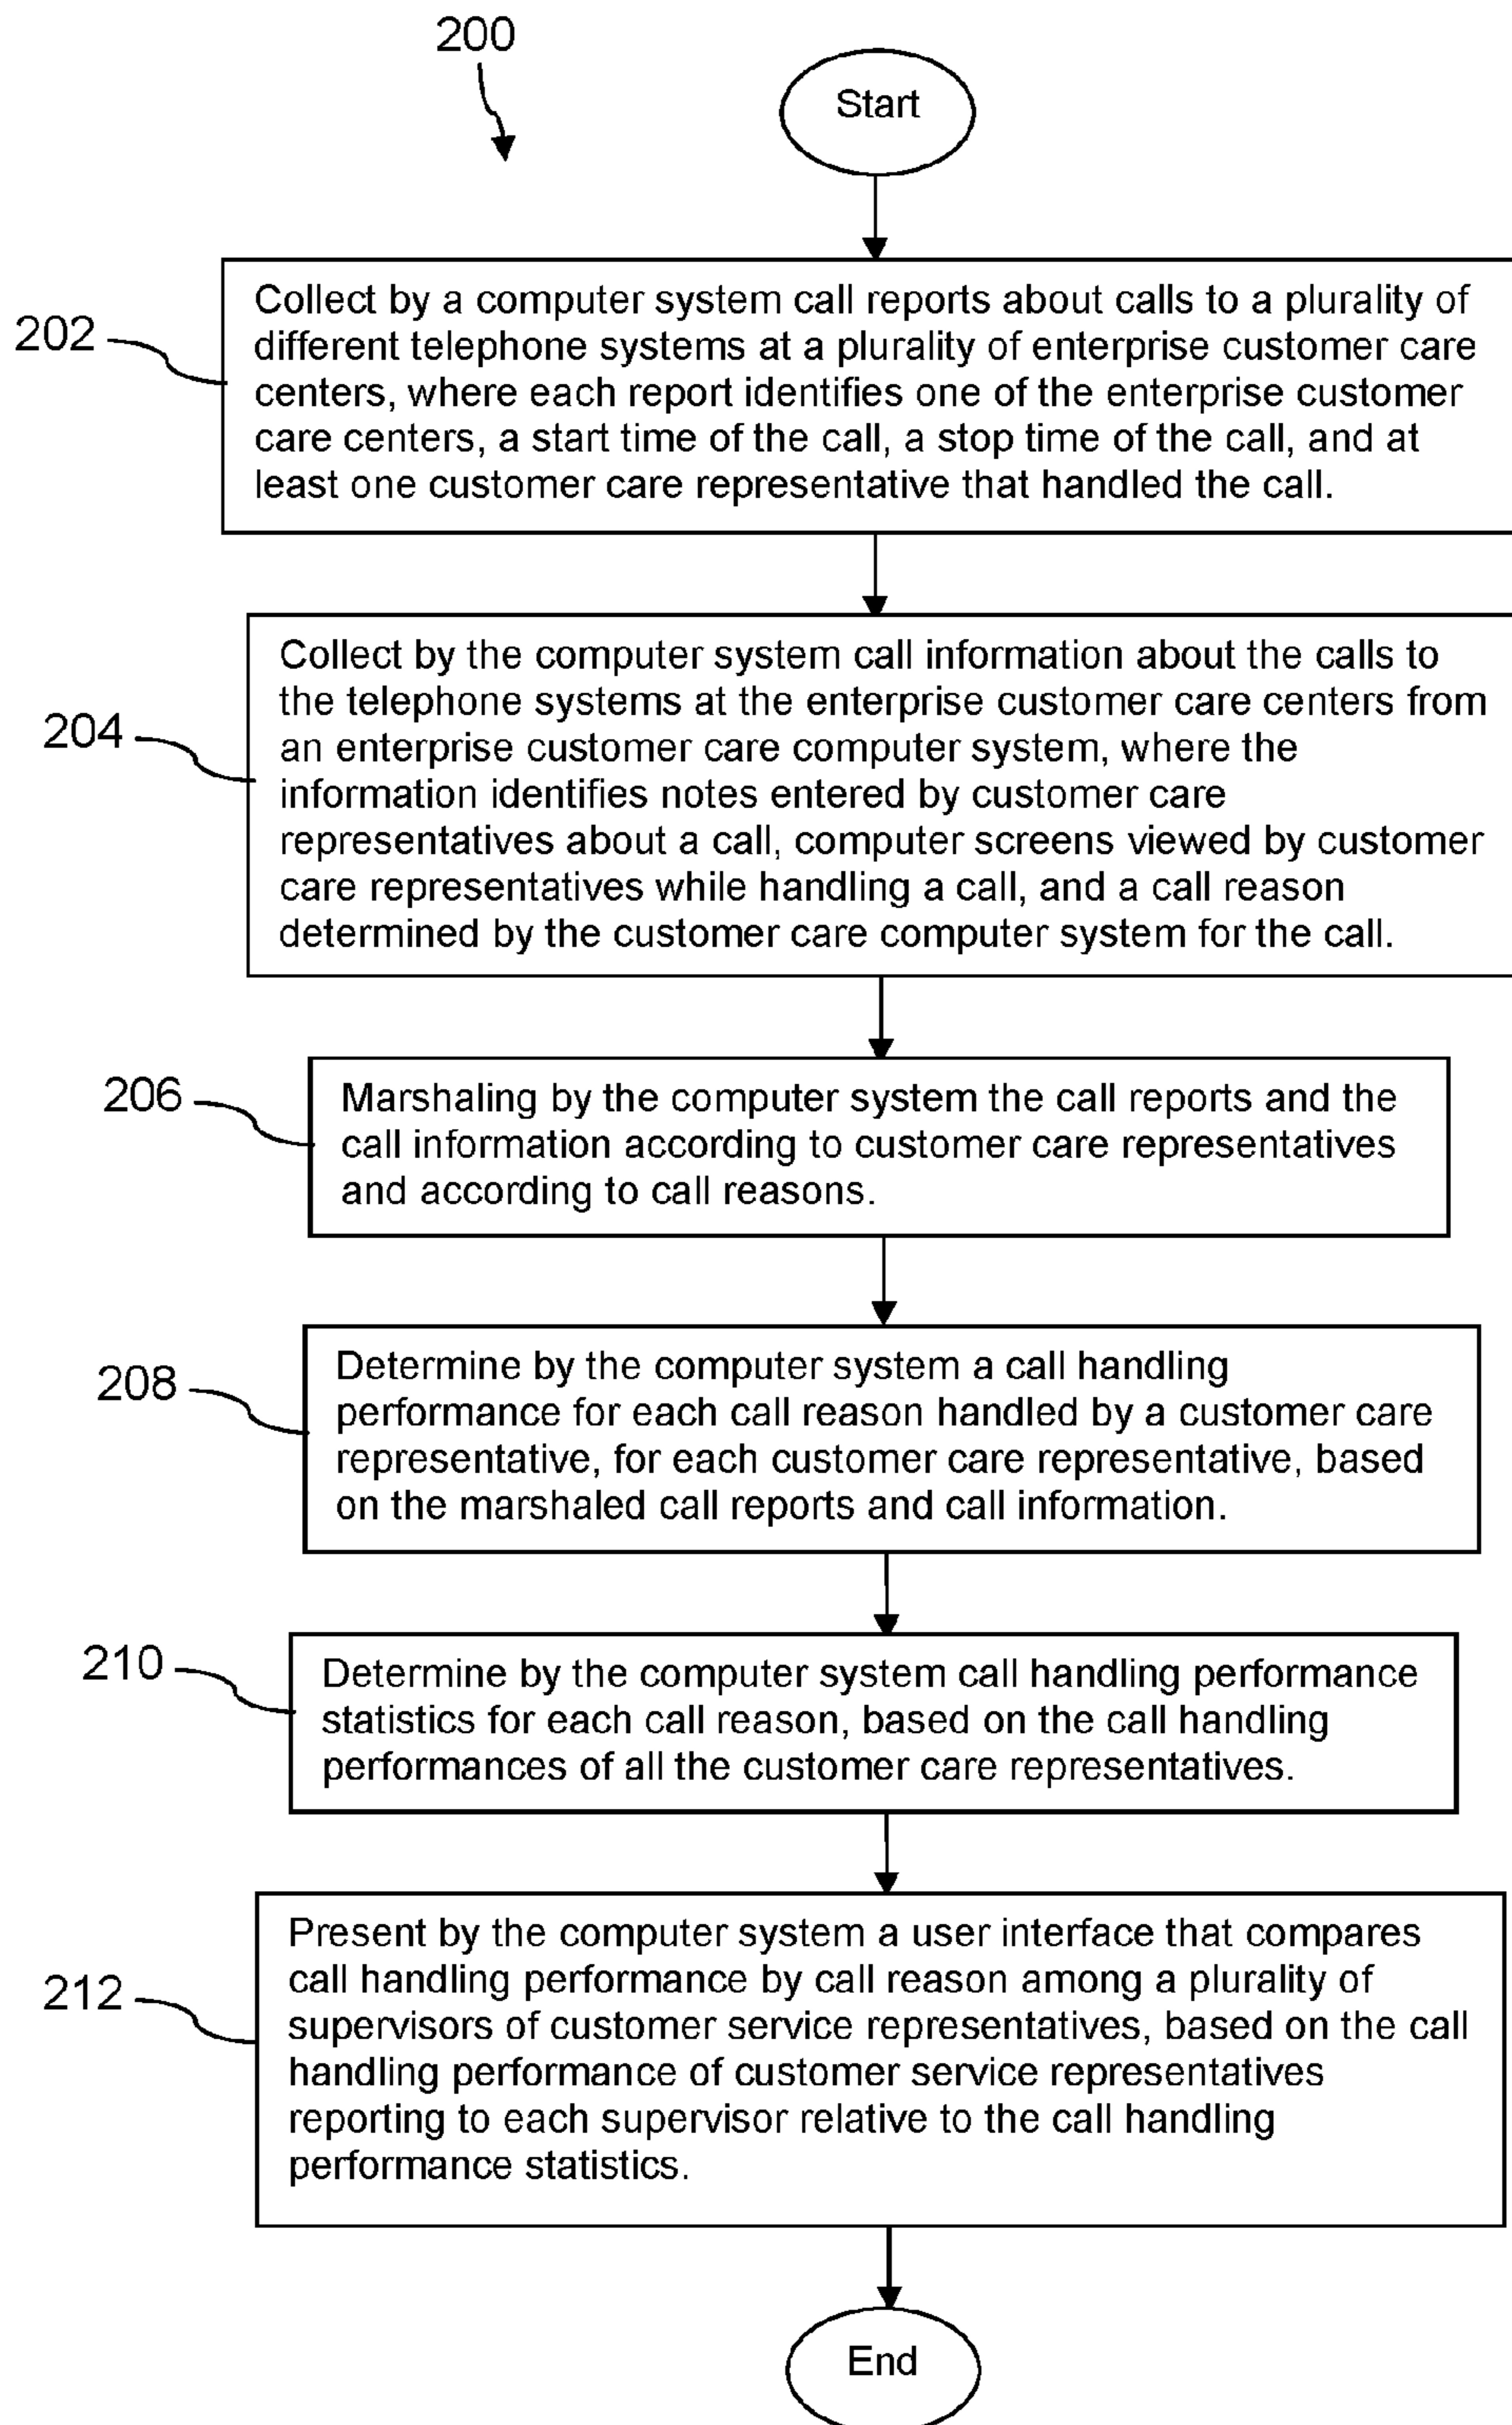 200
Start
202
Collect by a computer system call reports about calls to a plurality of
different telephone systems at a plurality of enterprise customer care
centers, where each report identifies one of the enterprise customer
care centers, a start time of the call, a stop time of the call, and at
least one customer care representative that handled the call.
204
Collect by the computer system call information about the calls to
the telephone systems at the enterprise customer care centers from
an enterprise customer care computer system, where the
information identifies notes entered by customer care
representatives about a call, computer screens viewed by customer
care representatives while handling a call, and a call reason
determined by the customer care computer system for the call.
206
Marshaling by the computer system the call reports and the
call information according to customer care representatives
and according to call reasons.
208
Determine by the computer system a call handling
performance for each call reason handled by a customer care
representative, for each customer care representative, based
on the marshaled call reports and call information.
210
Determine by the computer system call handling performance
statistics for each call reason, based on the call handling
performances of all the customer care representatives.
212
Present by the computer system a user interface that compares
call handling performance by call reason among a plurality of
supervisors of customer service representatives, based on the call
handling performance of customer service representatives
reporting to each supervisor relative to the call handling
performance statistics.
End